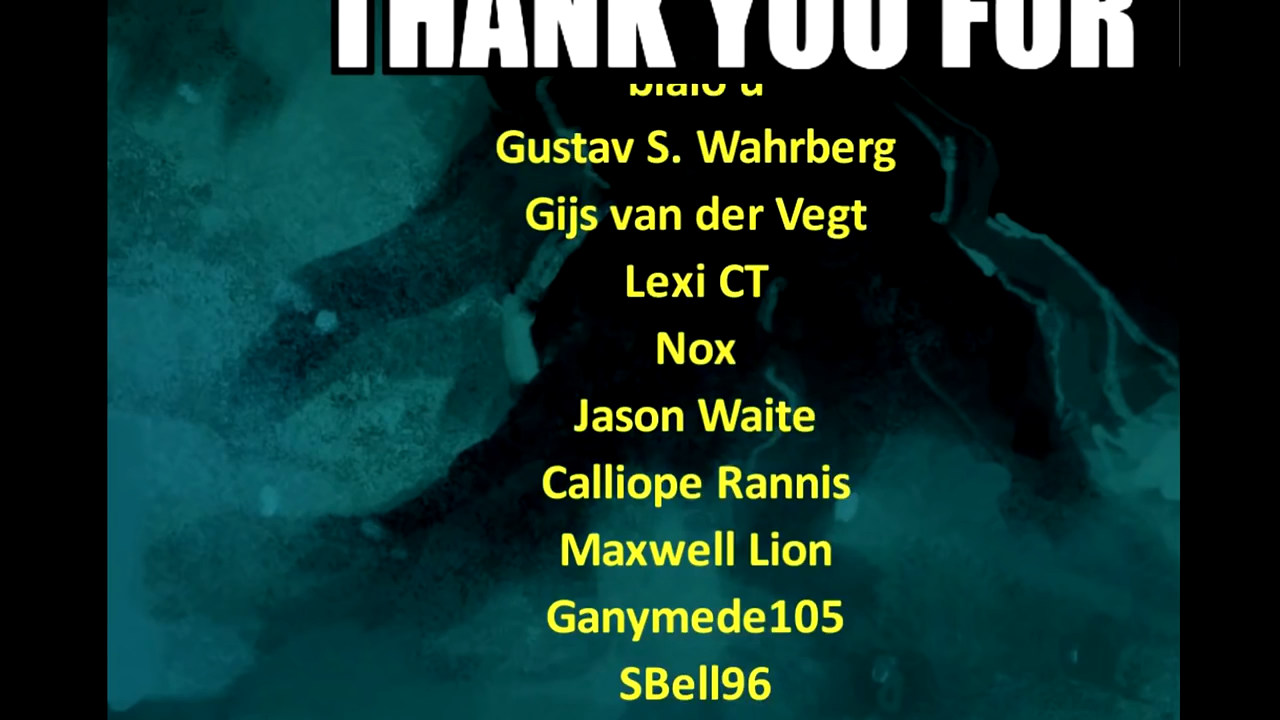 THANK YOU FOR
Gustav S. Wahrberg
Gijs van der Vegt
Lexi CT
Nox
Jason Waite
Calliope Rannis
Maxwell Lion
Ganymede105
SBell96